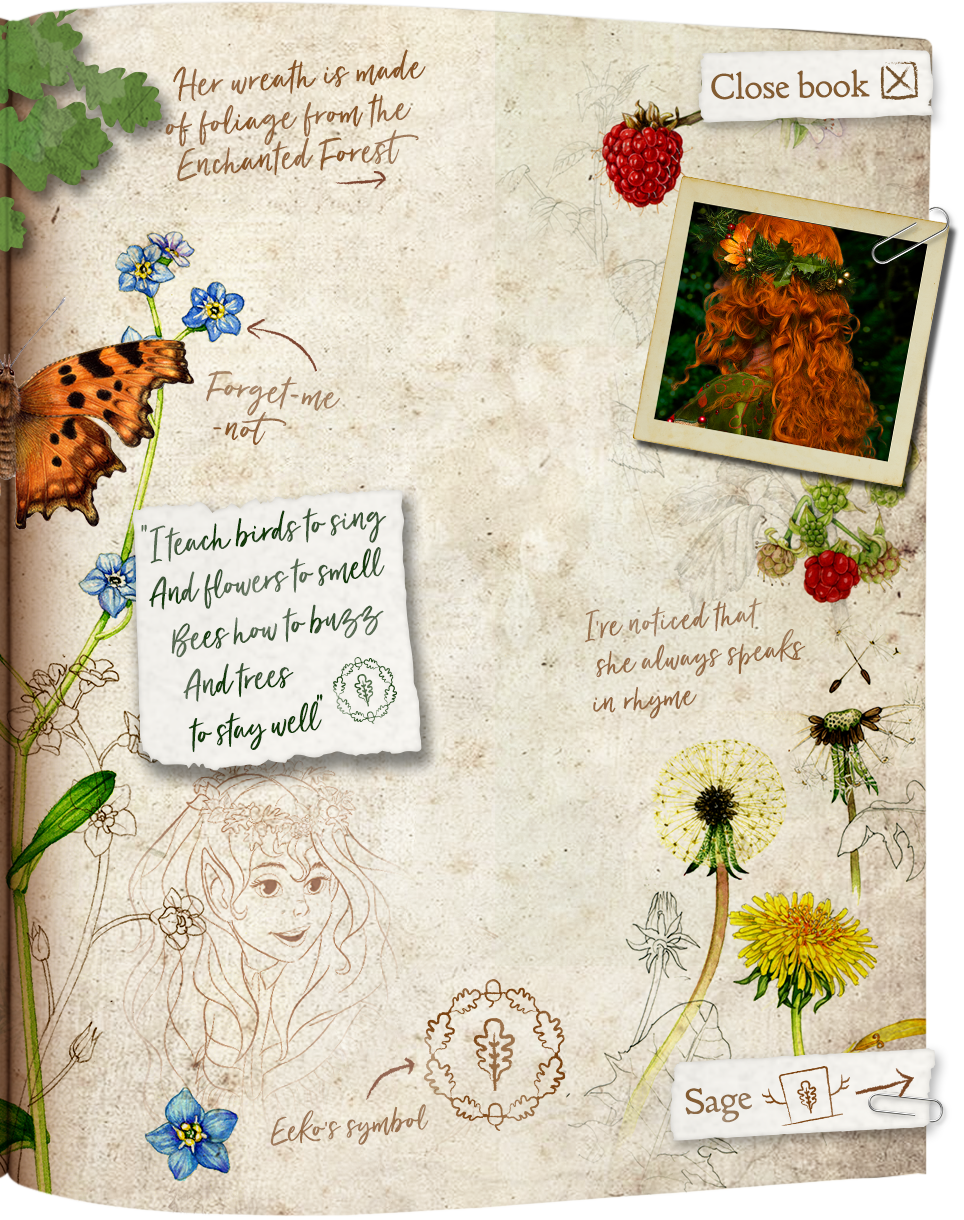 Her wreath is made
of foliage from the
Enchanted Forest
Close book
Forget-me
-not
"I teach birds to sing
And flowers to smell
Bees how to buzz
And trees
to stay well"
I've noticed that
she always speaks
in rhyme
Eeko's symbol
Sage